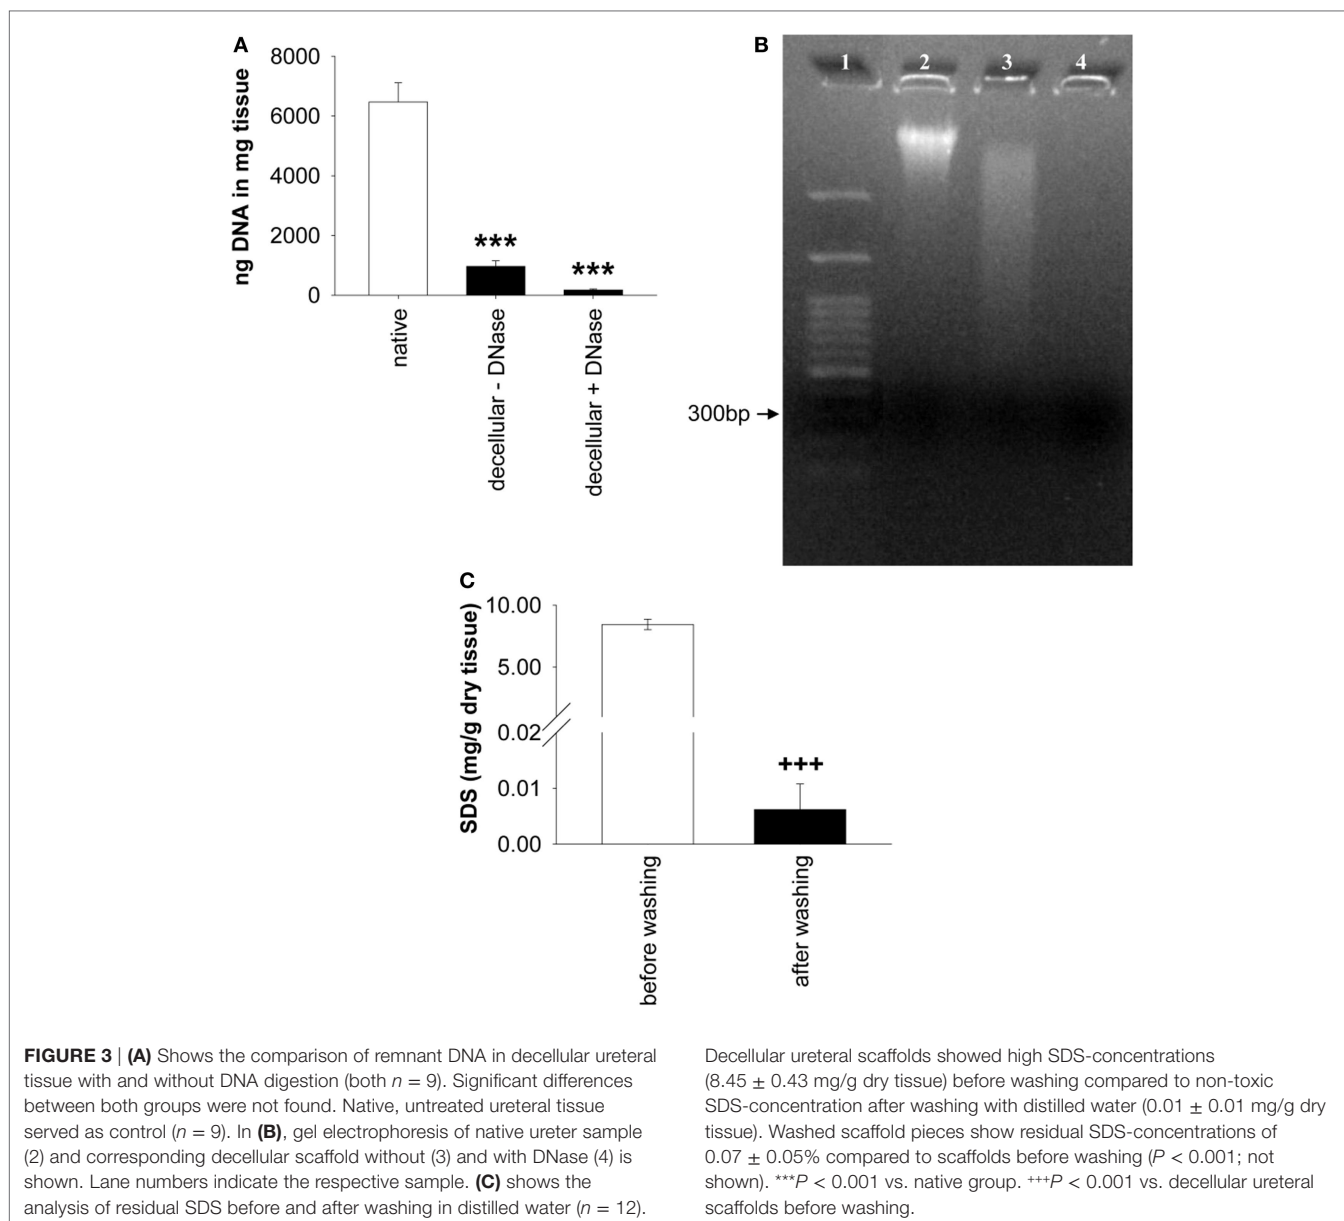 A
ng DNA in mg tissue
8000
6000
4000
2000
0
***
***
native
decellular - DNase
decellular + DNase
B
1 2 3 4
300bp
C
SDS (mg/g dry tissue)
10.00
5.00
0.02
0.01
0.00
+++
before washing
after washing
FIGURE 3 | (A) Shows the comparison of remnant DNA in decellular ureteral
tissue with and without DNA digestion (both n = 9). Significant differences
between both groups were not found. Native, untreated ureteral tissue
served as control (n = 9). In (B), gel electrophoresis of native ureter sample
(2) and corresponding decellular scaffold without (3) and with DNase (4) is
shown. Lane numbers indicate the respective sample. (C) shows the
analysis of residual SDS before and after washing in distilled water (n = 12).
Decellular ureteral scaffolds showed high SDS-concentrations
(8.45 ± 0.43 mg/g dry tissue) before washing compared to non-toxic
SDS-concentration after washing with distilled water (0.01 ± 0.01 mg/g dry
tissue). Washed scaffold pieces show residual SDS-concentrations of
0.07 ± 0.05% compared to scaffolds before washing (P < 0.001; not
shown). ***P < 0.001 vs. native group. +++P < 0.001 vs. decellular ureteral
scaffolds before washing.